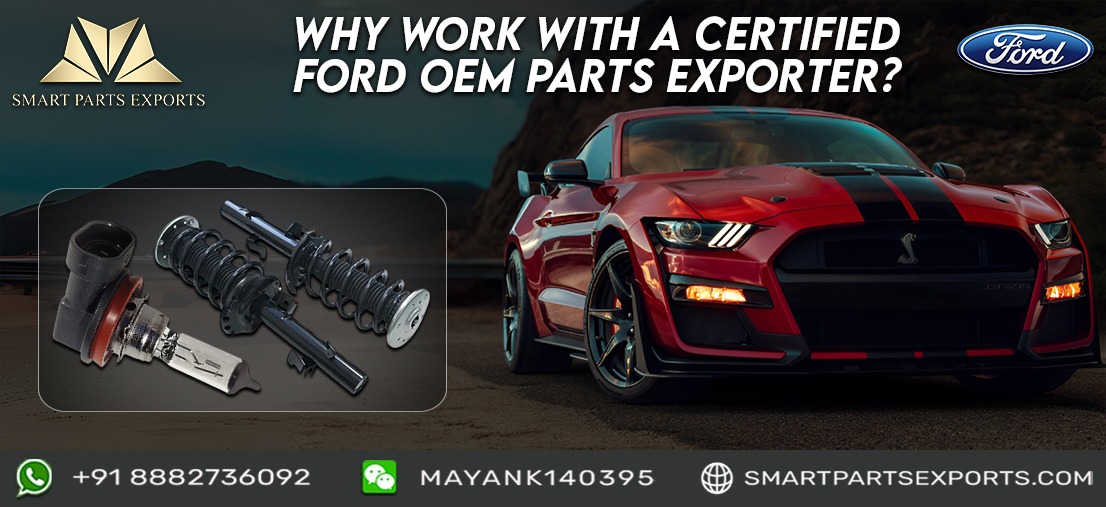 SMART PARTS EXPORTS
WHY WORK WITH A CERTIFIED
FORD OEM PARTS EXPORTER?
Ford
+91 8882736092
MAYANK140395
SMARTPARTSEXPORTS.COM